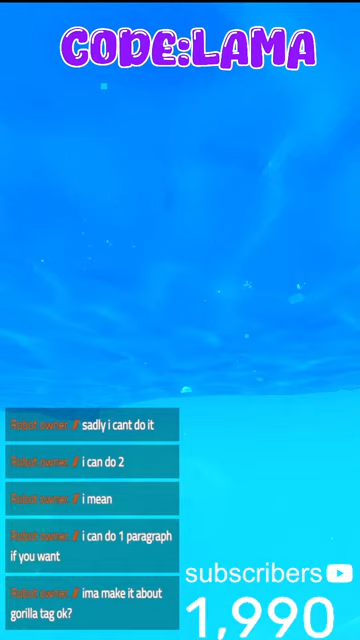 CODE:LAMA
Robot owner // sadly i cant do it
Robot owner // i can do 2
Robot owner // i mean
Robot owner // i can do 1 paragraph
if you want
Robot owner // ima make it about
gorilla tag ok?
subscribers
1,990